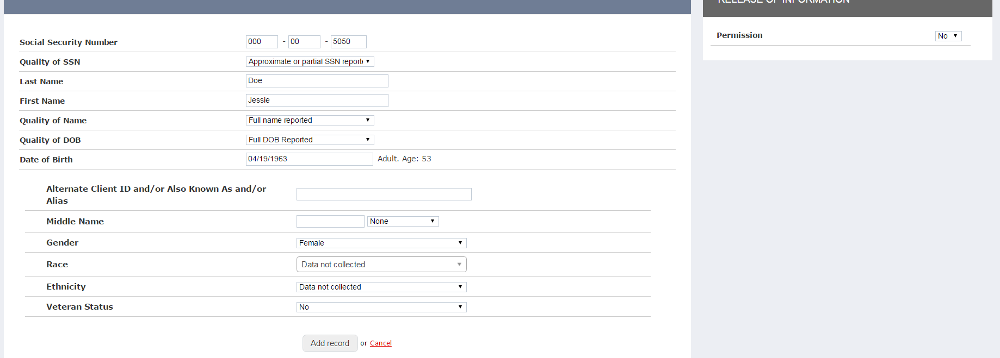 RELEASE OF INFORMATION
Permission No
Social Security Number 000 - 00 - 5050
Quality of SSN Approximate or partial SSN reporte
Last Name Doe
First Name Jessie
Quality of Name Full name reported
Quality of DOB Full DOB Reported
Date of Birth 04/19/1963 Adult. Age: 53
Alternate Client ID and/or Also Known As and/or
Alias
Middle Name None
Gender Female
Race Data not collected
Ethnicity Data not collected
Veteran Status No
Add record or Cancel